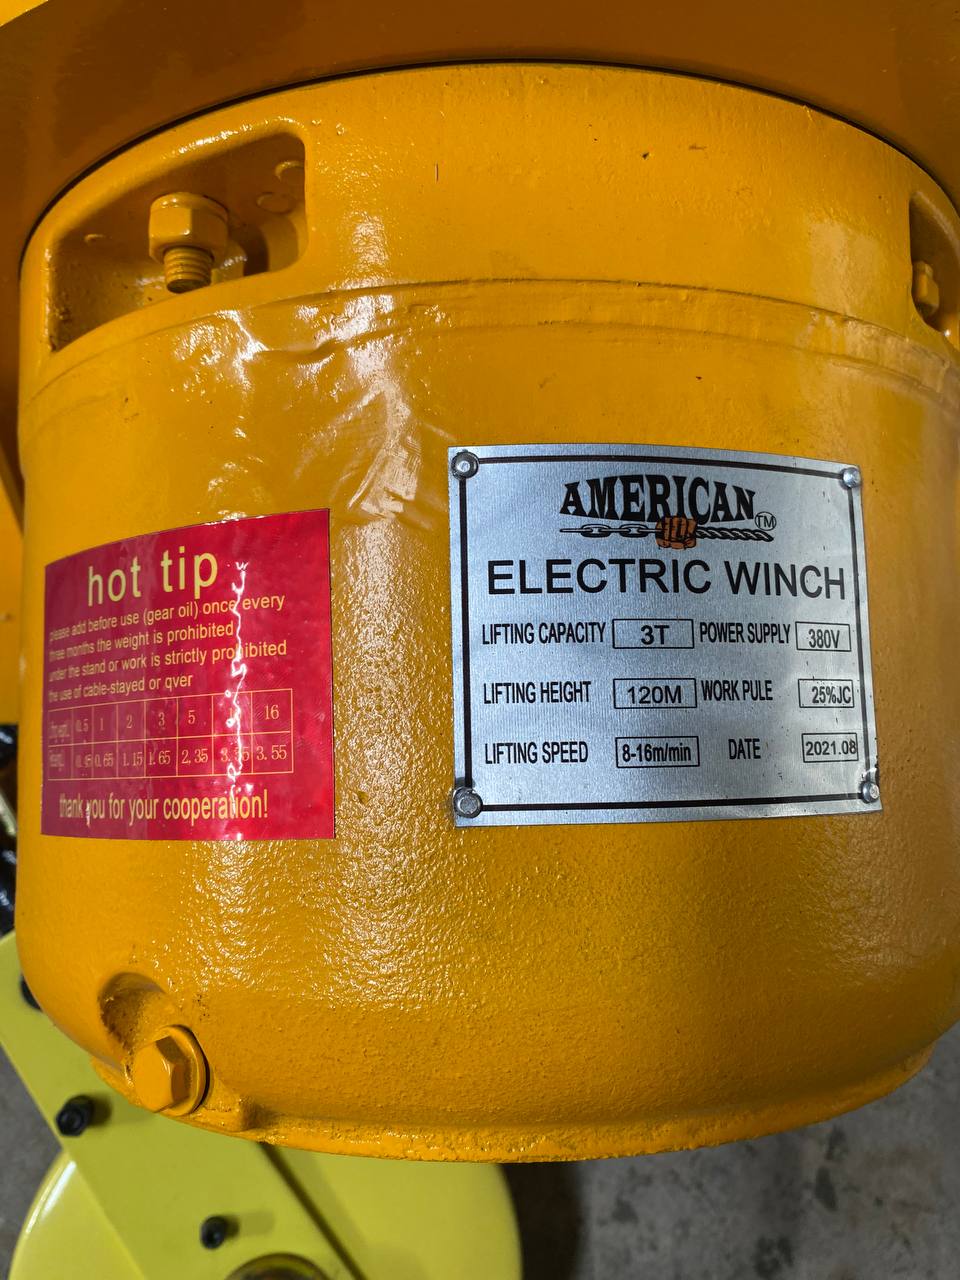 hot tip
please add before use (gear oil) once every
three months the weight is prohibited
under the stand or work is strictly prohibited
the use of cable-stayed or qver
0.5 1 2 3 5 16
0.65 1.15 1.65 2.35 3.55
thank you for your cooperation!
AMERICAN TM
ELECTRIC WINCH
LIFTING CAPACITY 3T POWER SUPPLY 380V
LIFTING HEIGHT 120M WORK PULE 25%JC
LIFTING SPEED 8-16m/min DATE 2021.08